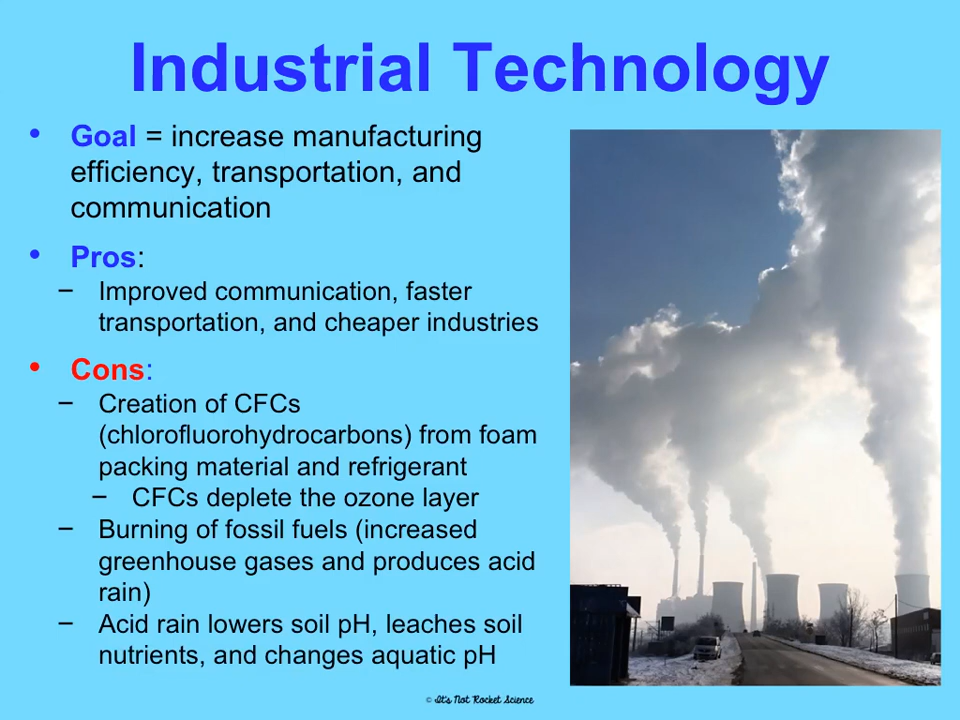 Industrial Technology
• Goal = increase manufacturing
efficiency, transportation, and
communication
• Pros:
– Improved communication, faster
transportation, and cheaper industries
• Cons:
– Creation of CFCs
(chlorofluorohydrocarbons) from foam
packing material and refrigerant
– CFCs deplete the ozone layer
– Burning of fossil fuels (increased
greenhouse gases and produces acid
rain)
– Acid rain lowers soil pH, leaches soil
nutrients, and changes aquatic pH
© It's Not Rocket Science